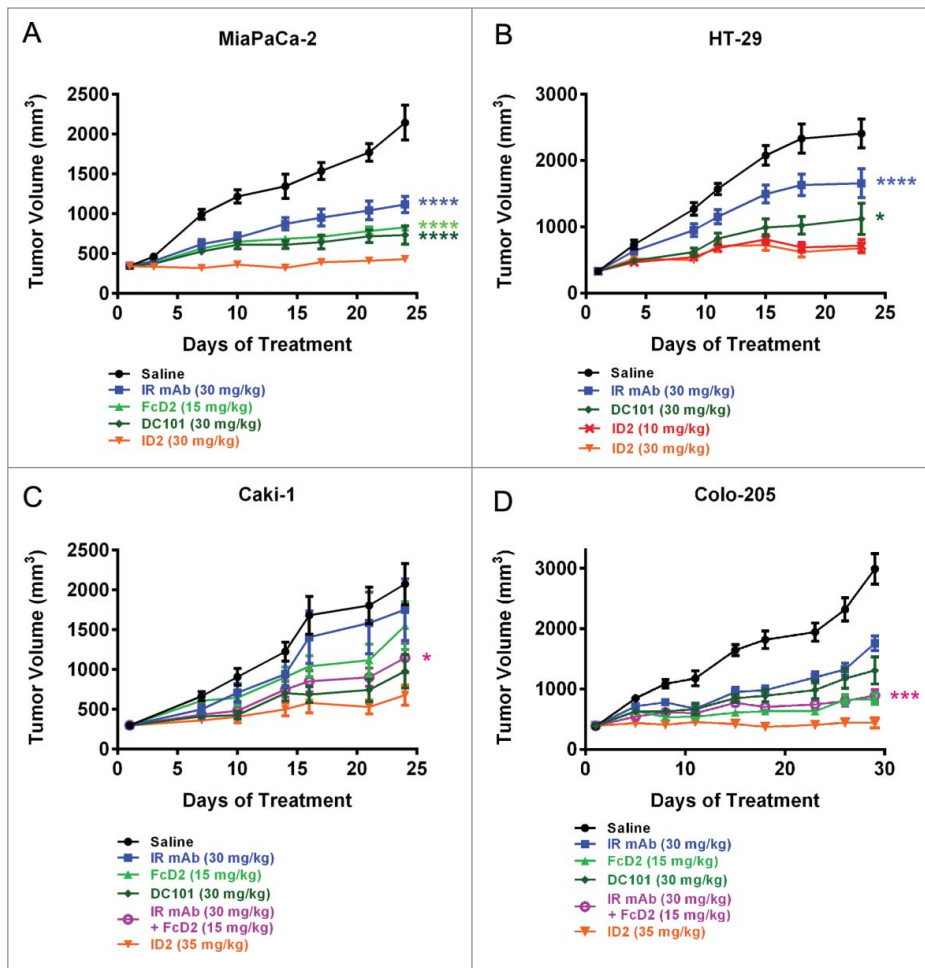 A
MiaPaCa-2
Tumor Volume (mm³)
2500
2000
1500
1000
500
0
****
****
****
0 5 10 15 20 25
Days of Treatment
Saline
IR mAb (30 mg/kg)
FcD2 (15 mg/kg)
DC101 (30 mg/kg)
ID2 (30 mg/kg)
B
HT-29
Tumor Volume (mm³)
3000
2000
1000
0
****
*
0 5 10 15 20 25
Days of Treatment
Saline
IR mAb (30 mg/kg)
DC101 (30 mg/kg)
ID2 (10 mg/kg)
ID2 (30 mg/kg)
C
Caki-1
Tumor Volume (mm³)
2500
2000
1500
1000
500
0
*
0 5 10 15 20 25
Days of Treatment
Saline
IR mAb (30 mg/kg)
FcD2 (15 mg/kg)
DC101 (30 mg/kg)
IR mAb (30 mg/kg)
+ FcD2 (15 mg/kg)
ID2 (35 mg/kg)
D
Colo-205
Tumor Volume (mm³)
3000
2000
1000
0
***
0 10 20 30
Days of Treatment
Saline
IR mAb (30 mg/kg)
FcD2 (15 mg/kg)
DC101 (30 mg/kg)
IR mAb (30 mg/kg)
+ FcD2 (15 mg/kg)
ID2 (35 mg/kg)